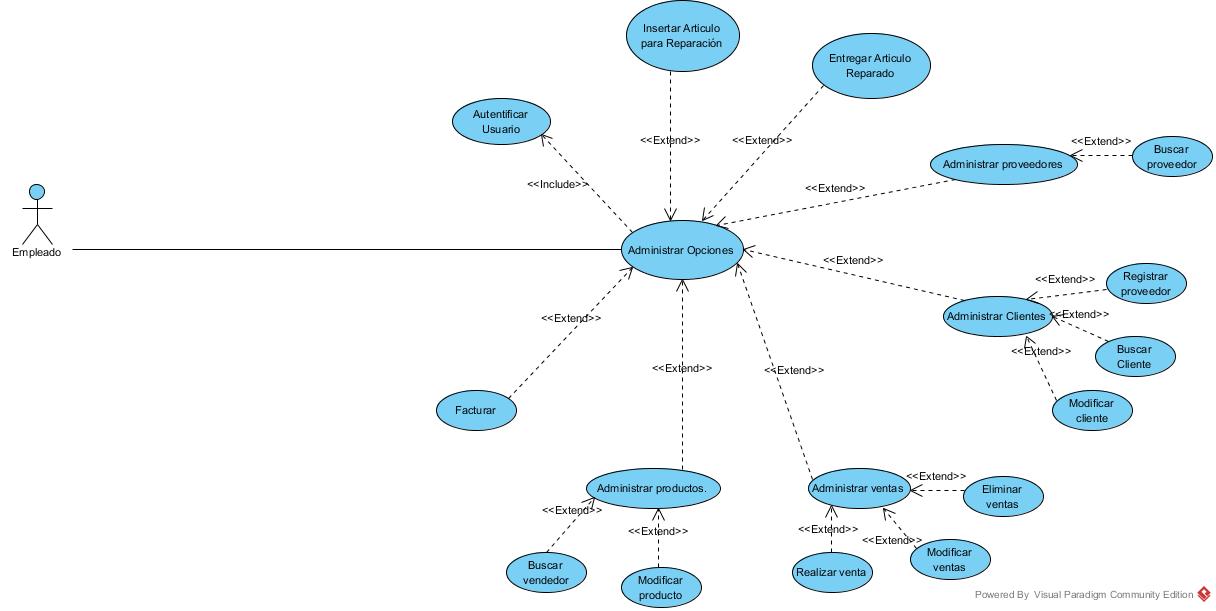 Insertar Articulo
para Reparación
Entregar Articulo
Reparado
Autentificar
Usuario
<<Extend>>
<<Extend>>
<<Extend>>
Buscar
proveedor
Administrar proveedores
<<Include>>
<<Extend>>
Empleado
Administrar Opciones
<<Extend>>
<<Extend>>
Registrar
proveedor
<<Extend>>
Administrar Clientes
<<Extend>>
<<Extend>>
Buscar
Cliente
<<Extend>>
<<Extend>>
Facturar
Modificar
cliente
Administrar productos.
Administrar ventas
<<Extend>>
Eliminar
ventas
<<Extend>>
<<Extend>>
<<Extend>>
<<Extend>>
Buscar
vendedor
Modificar
producto
Realizar venta
Modificar
ventas
Powered By Visual Paradigm Community Edition